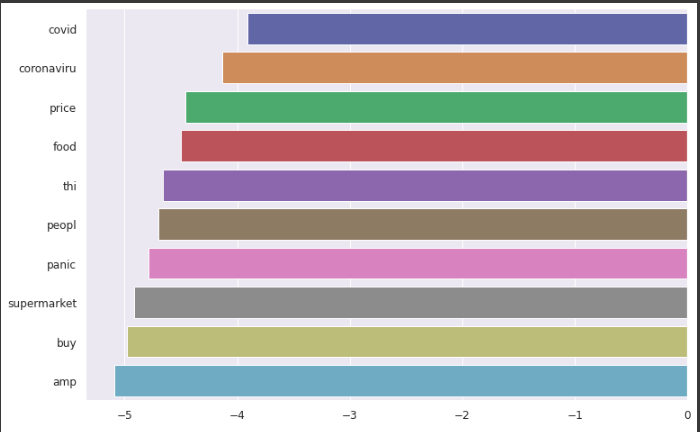 covid
coronaviru
price
food
thi
peopl
panic
supermarket
buy
amp
−5 −4 −3 −2 −1 0